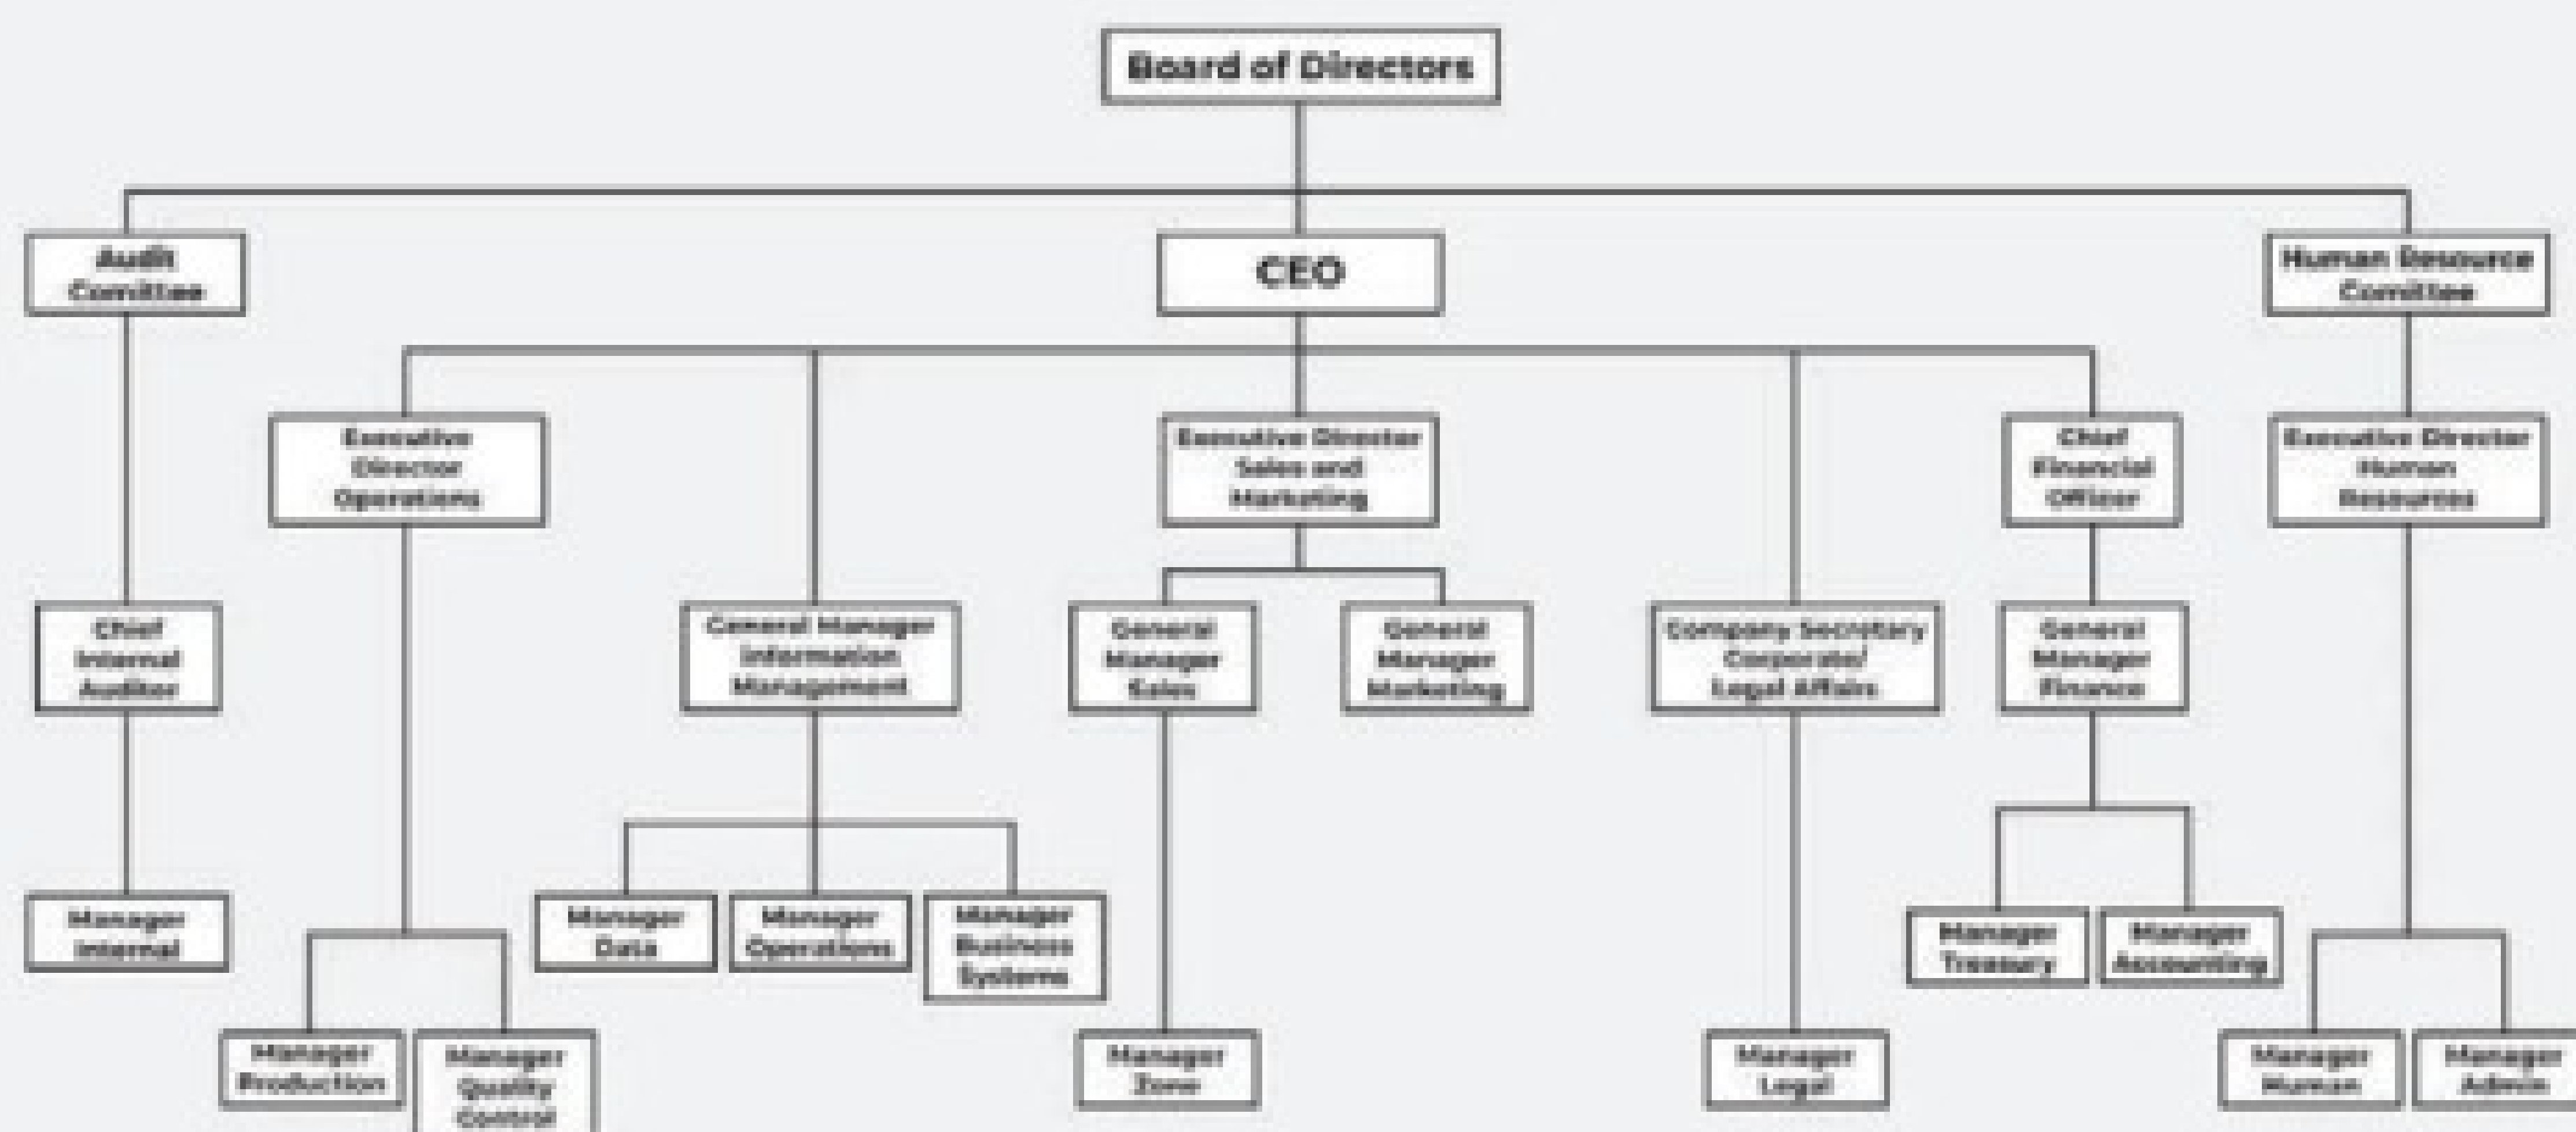 Board of Directors
Audit
Comittee
CEO
Human Resource
Comittee
Executive
Director
Operations
Executive Director
Sales and
Marketing
Chief
Financial
Officer
Executive Director
Human
Resources
Chief
Internal
Auditor
General Manager
Information
Management
General
Manager
Sales
General
Manager
Marketing
Company Secretary
Corporate/
Legal Affairs
General
Manager
Finance
Manager
Internal
Manager
Data
Manager
Operations
Manager
Business
Systems
Manager
Treasury
Manager
Accounting
Manager
Production
Manager
Quality
Control
Manager
Zone
Manager
Legal
Manager
Human
Manager
Admin